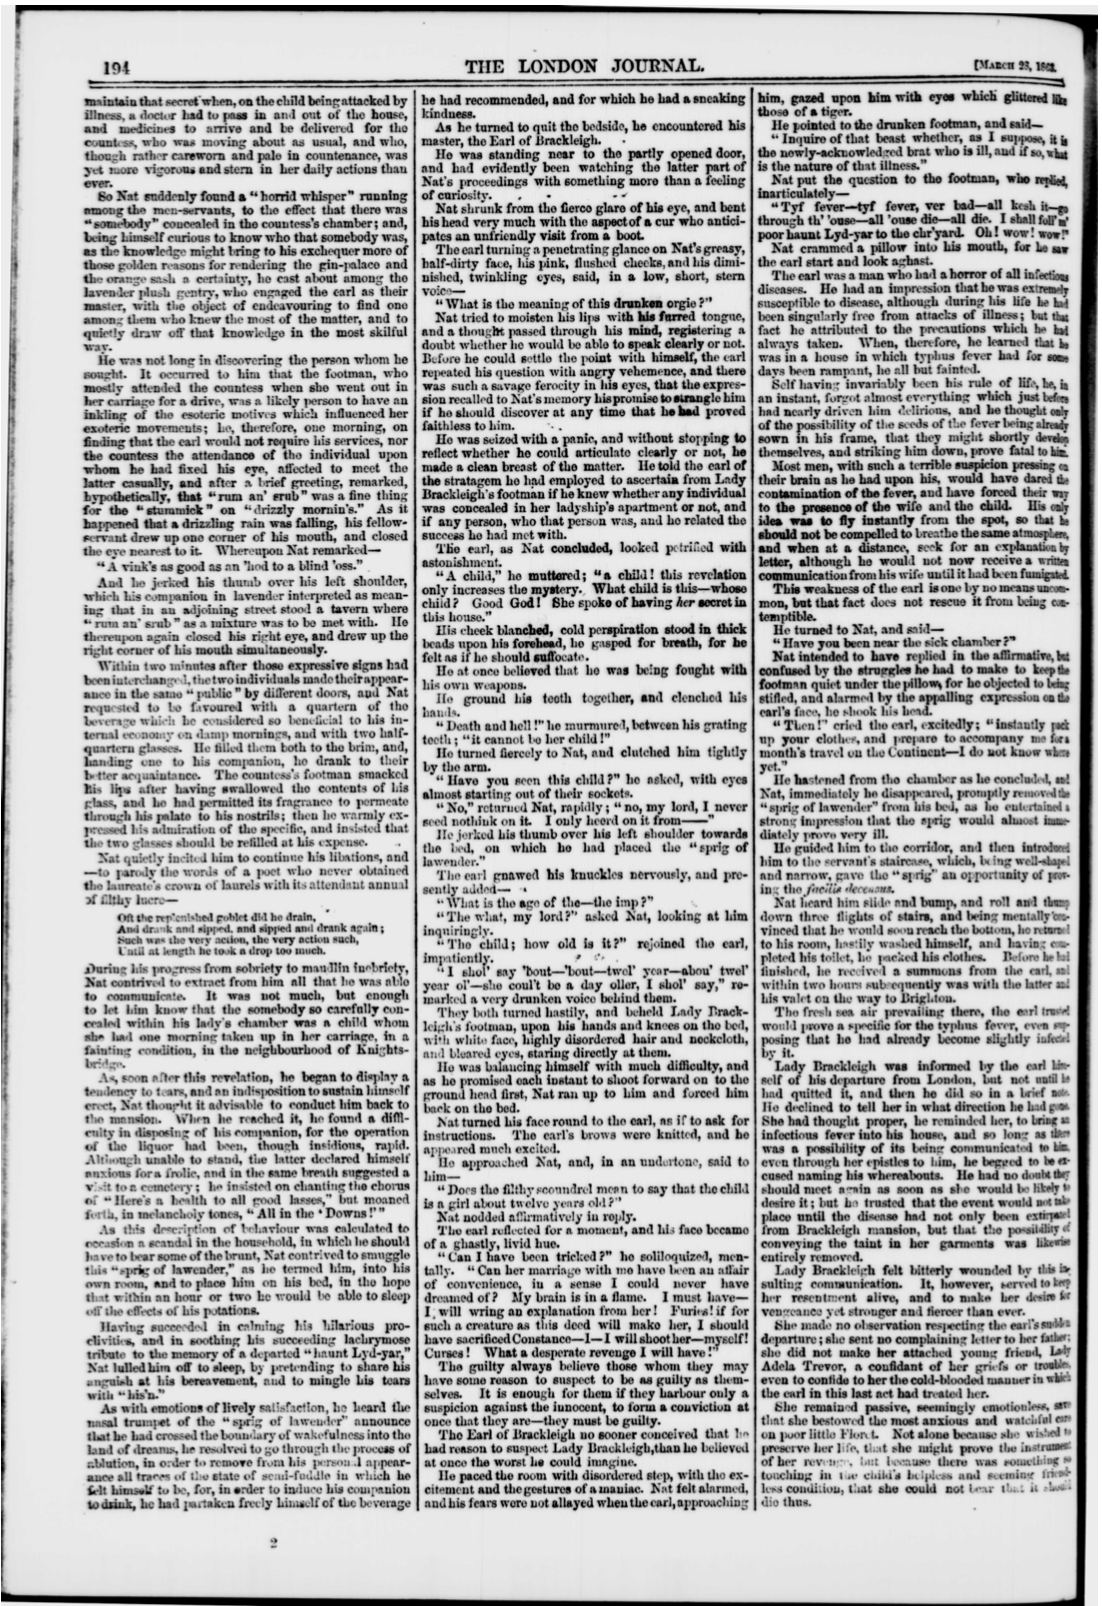 194
THE LONDON JOURNAL.
[MARCH 28, 1863.
maintain that secret when, on the child being attacked by
illness, a doctor had to pass in and out of the house,
and medicines to arrive and be delivered for the
countess, who was moving about as usual, and who,
though rather careworn and pale in countenance, was
yet more vigorous and stern in her daily actions than
ever.
So Nat suddenly found a "horrid whisper" running
among the men-servants, to the effect that there was
"somebody" concealed in the countess's chamber; and,
being himself curious to know who that somebody was,
as the knowledge might bring to his exchequer more of
those golden reasons for rendering the gin-palace and
the orange sash a certainty, he cast about among the
lavender plush gentry, who engaged the earl as their
master, with the object of endeavouring to find one
among them who knew the most of the matter, and to
quietly draw off that knowledge in the most skilful
way.
He was not long in discovering the person whom he
sought. It occurred to him that the footman, who
mostly attended the countess when she went out in
her carriage for a drive, was a likely person to have an
inkling of the esoteric motives which influenced her
exoteric movements; he, therefore, one morning, on
finding that the earl would not require his services, nor
the countess the attendance of the individual upon
whom he had fixed his eye, affected to meet the
latter casually, and after a brief greeting, remarked,
hypothetically, that "rum an' srub" was a fine thing
for the "stummick" on "drizzly mornin's." As it
happened that a drizzling rain was falling, his fellow-
servant drew up one corner of his mouth, and closed
the eye nearest to it. Whereupon Nat remarked—
"A vink's as good as an 'hod to a blind 'oss."
And he jerked his thumb over his left shoulder,
which his companion in lavender interpreted as mean-
ing that in an adjoining street stood a tavern where
"rum an' srub" as a mixture was to be met with. He
thereupon again closed his right eye, and drew up the
right corner of his mouth simultaneously.
Within two minutes after those expressive signs had
been interchanged, the two individuals made their appear-
ance in the same "public" by different doors, and Nat
requested to be favoured with a quartern of the
beverage which he considered so beneficial to his in-
ternal economy on damp mornings, and with two half-
quartern glasses. He filled them both to the brim, and,
handing one to his companion, he drank to their
better acquaintance. The countess's footman smacked
his lips after having swallowed the contents of his
glass, and he had permitted its fragrance to permeate
through his palate to his nostrils; then he warmly ex-
pressed his admiration of the specific, and insisted that
the two glasses should be refilled at his expense.
Nat quietly incited him to continue his libations, and
—to parody the words of a poet who never obtained
the laureate's crown of laurels with its attendant annual
of filthy lucre—
Oft the replenished goblet did he drain,
And drank and sipped, and sipped and drank again;
Such was the very action, the very action such,
Until at length he took a drop too much.
During his progress from sobriety to maudlin inebriety,
Nat contrived to extract from him all that he was able
to communicate. It was not much, but enough
to let him know that the somebody so carefully con-
cealed within his lady's chamber was a child whom
she had one morning taken up in her carriage, in a
fainting condition, in the neighbourhood of Knights-
bridge.
As, soon after this revelation, he began to display a
tendency to tears, and an indisposition to sustain himself
erect, Nat thought it advisable to conduct him back to
the mansion. When he reached it, he found a diffi-
culty in disposing of his companion, for the operation
of the liquor had been, though insidious, rapid.
Although unable to stand, the latter declared himself
anxious for a frolic, and in the same breath suggested a
visit to a cemetery; he insisted on chanting the chorus
of "Here's a health to all good lasses," but moaned
forth, in melancholy tones, "All in the 'Downs!'"
As this description of behaviour was calculated to
occasion a scandal in the household, in which he should
have to bear some of the brunt, Nat contrived to smuggle
this "sprig of lawender," as he termed him, into his
own room, and to place him on his bed, in the hope
that within an hour or two he would be able to sleep
off the effects of his potations.
Having succeeded in calming his hilarious pro-
clivities, and in soothing his succeeding lachrymose
tribute to the memory of a departed "haunt Lyd-yar,"
Nat lulled him off to sleep, by pretending to share his
anguish at his bereavement, and to mingle his tears
with "his'n."
As with emotions of lively satisfaction, he heard the
nasal trumpet of the "sprig of lawender" announce
that he had crossed the boundary of wakefulness into the
land of dreams, he resolved to go through the process of
ablution, in order to remove from his personal appear-
ance all traces of the state of semi-fuddle in which he
felt himself to be, for, in order to induce his companion
to drink, he had partaken freely himself of the beverage
he had recommended, and for which he had a sneaking
kindness.
As he turned to quit the bedside, he encountered his
master, the Earl of Brackleigh.
He was standing near to the partly opened door,
and had evidently been watching the latter part of
Nat's proceedings with something more than a feeling
of curiosity.
Nat shrunk from the fierce glare of his eye, and bent
his head very much with the aspect of a cur who antici-
pates an unfriendly visit from a boot.
The earl turning a penetrating glance on Nat's greasy,
half-dirty face, his pink, flushed cheeks, and his dimi-
nished, twinkling eyes, said, in a low, short, stern
voice—
"What is the meaning of this drunken orgie?"
Nat tried to moisten his lips with his furred tongue,
and a thought passed through his mind, registering a
doubt whether he would be able to speak clearly or not.
Before he could settle the point with himself, the earl
repeated his question with angry vehemence, and there
was such a savage ferocity in his eyes, that the expres-
sion recalled to Nat's memory his promise to strangle him
if he should discover at any time that he had proved
faithless to him.
He was seized with a panic, and without stopping to
reflect whether he could articulate clearly or not, he
made a clean breast of the matter. He told the earl of
the stratagem he had employed to ascertain from Lady
Brackleigh's footman if he knew whether any individual
was concealed in her ladyship's apartment or not, and
if any person, who that person was, and he related the
success he had met with.
The earl, as Nat concluded, looked petrified with
astonishment.
"A child," he muttered; "a child! this revelation
only increases the mystery. What child is this—whose
child? Good God! She spoke of having her secret in
this house."
His cheek blanched, cold perspiration stood in thick
beads upon his forehead, he gasped for breath, for he
felt as if he should suffocate.
He at once believed that he was being fought with
his own weapons.
He ground his teeth together, and clenched his
hands.
"Death and hell!" he murmured, between his grating
teeth; "it cannot be her child!"
He turned fiercely to Nat, and clutched him tightly
by the arm.
"Have you seen this child?" he asked, with eyes
almost starting out of their sockets.
"No," returned Nat, rapidly; "no, my lord, I never
seed nothink on it. I only heerd on it from——"
He jerked his thumb over his left shoulder towards
the bed, on which he had placed the "sprig of
lawender."
The earl gnawed his knuckles nervously, and pre-
sently added—
"What is the age of the—the imp?"
"The what, my lord?" asked Nat, looking at him
inquiringly.
"The child; how old is it?" rejoined the earl,
impatiently.
"I shol' say 'bout—'bout—twel' year—abou' twel'
year ol'—she coul't be a day oller, I shol' say," re-
marked a very drunken voice behind them.
They both turned hastily, and beheld Lady Brack-
leigh's footman, upon his hands and knees on the bed,
with white face, highly disordered hair and neckcloth,
and bleared eyes, staring directly at them.
He was balancing himself with much difficulty, and
as he promised each instant to shoot forward on to the
ground head first, Nat ran up to him and forced him
back on the bed.
Nat turned his face round to the earl, as if to ask for
instructions. The earl's brows were knitted, and he
appeared much excited.
He approached Nat, and, in an undertone, said to
him—
"Does the filthy scoundrel mean to say that the child
is a girl about twelve years old?"
Nat nodded affirmatively in reply.
The earl reflected for a moment, and his face became
of a ghastly, livid hue.
"Can I have been tricked?" he soliloquized, men-
tally. "Can her marriage with me have been an affair
of convenience, in a sense I could never have
dreamed of? My brain is in a flame. I must have—
I will wring an explanation from her! Furies! if for
such a creature as this deed will make her, I should
have sacrificed Constance—I—I will shoot her—myself!
Curses! What a desperate revenge I will have!"
The guilty always believe those whom they may
have some reason to suspect to be as guilty as them-
selves. It is enough for them if they harbour only a
suspicion against the innocent, to form a conviction at
once that they are—they must be guilty.
The Earl of Brackleigh no sooner conceived that he
had reason to suspect Lady Brackleigh, than he believed
at once the worst he could imagine.
He paced the room with disordered step, with the ex-
citement and the gestures of a maniac. Nat felt alarmed,
and his fears were not allayed when the earl, approaching
him, gazed upon him with eyes which glittered like
those of a tiger.
He pointed to the drunken footman, and said—
"Inquire of that beast whether, as I suppose, it is
the newly-acknowledged brat who is ill, and if so, what
is the nature of that illness."
Nat put the question to the footman, who replied,
inarticulately—
"Tyf fever—tyf fever, ver bad—all kesh it—go
through th' 'ouse—all 'ouse die—all die. I shall foll'm'
poor haunt Lyd-yar to the chr'yard. Oh! wow! wow!"
Nat crammed a pillow into his mouth, for he saw
the earl start and look aghast.
The earl was a man who had a horror of all infectious
diseases. He had an impression that he was extremely
susceptible to disease, although during his life he had
been singularly free from attacks of illness; but that
fact he attributed to the precautions which he had
always taken. When, therefore, he learned that he
was in a house in which typhus fever had for some
days been rampant, he all but fainted.
Self having invariably been his rule of life, he, in
an instant, forgot almost everything which just before
had nearly driven him delirious, and he thought only
of the possibility of the seeds of the fever being already
sown in his frame, that they might shortly develop
themselves, and striking him down, prove fatal to him.
Most men, with such a terrible suspicion pressing on
their brain as he had upon his, would have dared the
contamination of the fever, and have forced their way
to the presence of the wife and the child. His only
idea was to fly instantly from the spot, so that he
should not be compelled to breathe the same atmosphere,
and when at a distance, seek for an explanation by
letter, although he would not now receive a written
communication from his wife until it had been fumigated.
This weakness of the earl is one by no means uncom-
mon, but that fact does not rescue it from being con-
temptible.
He turned to Nat, and said—
"Have you been near the sick chamber?"
Nat intended to have replied in the affirmative, but
confused by the struggles he had to make to keep the
footman quiet under the pillow, for he objected to being
stifled, and alarmed by the appalling expression on the
earl's face, he shook his head.
"Then!" cried the earl, excitedly; "instantly pack
up your clothes, and prepare to accompany me for a
month's travel on the Continent—I do not know where
yet."
He hastened from the chamber as he concluded, and
Nat, immediately he disappeared, promptly removed the
"sprig of lawender" from his bed, as he entertained a
strong impression that the sprig would almost imme-
diately prove very ill.
He guided him to the corridor, and then introduced
him to the servant's staircase, which, being well-shaped
and narrow, gave the "sprig" an opportunity of prov-
ing the facilis decensus.
Nat heard him slide and bump, and roll and thump
down three flights of stairs, and being mentally con-
vinced that he would soon reach the bottom, he returned
to his room, hastily washed himself, and having com-
pleted his toilet, he packed his clothes. Before he had
finished, he received a summons from the earl, and
within two hours subsequently was with the latter and
his valet on the way to Brighton.
The fresh sea air prevailing there, the earl trusted
would prove a specific for the typhus fever, even sup-
posing that he had already become slightly infected
by it.
Lady Brackleigh was informed by the earl him-
self of his departure from London, but not until he
had quitted it, and then he did so in a brief note.
He declined to tell her in what direction he had gone.
She had thought proper, he reminded her, to bring an
infectious fever into his house, and so long as there
was a possibility of its being communicated to him,
even through her epistles to him, he begged to be ex-
cused naming his whereabouts. He had no doubt they
should meet again as soon as she would be likely to
desire it; but he trusted that the event would not take
place until the disease had not only been extirpated
from Brackleigh mansion, but that the possibility of
conveying the taint in her garments was likewise
entirely removed.
Lady Brackleigh felt bitterly wounded by this in-
sulting communication. It, however, served to keep
her resentment alive, and to make her desire for
vengeance yet stronger and fiercer than ever.
She made no observation respecting the earl's sudden
departure; she sent no complaining letter to her father;
she did not make her attached young friend, Lady
Adela Trevor, a confidant of her griefs or troubles,
even to confide to her the cold-blooded manner in which
the earl in this last act had treated her.
She remained passive, seemingly emotionless, save
that she bestowed the most anxious and watchful care
on poor little Floret. Not alone because she wished to
preserve her life, that she might prove the instrument
of her revenge, but because there was something so
touching in the child's helpless and seeming friend-
less condition, that she could not bear that it should
die thus.
2